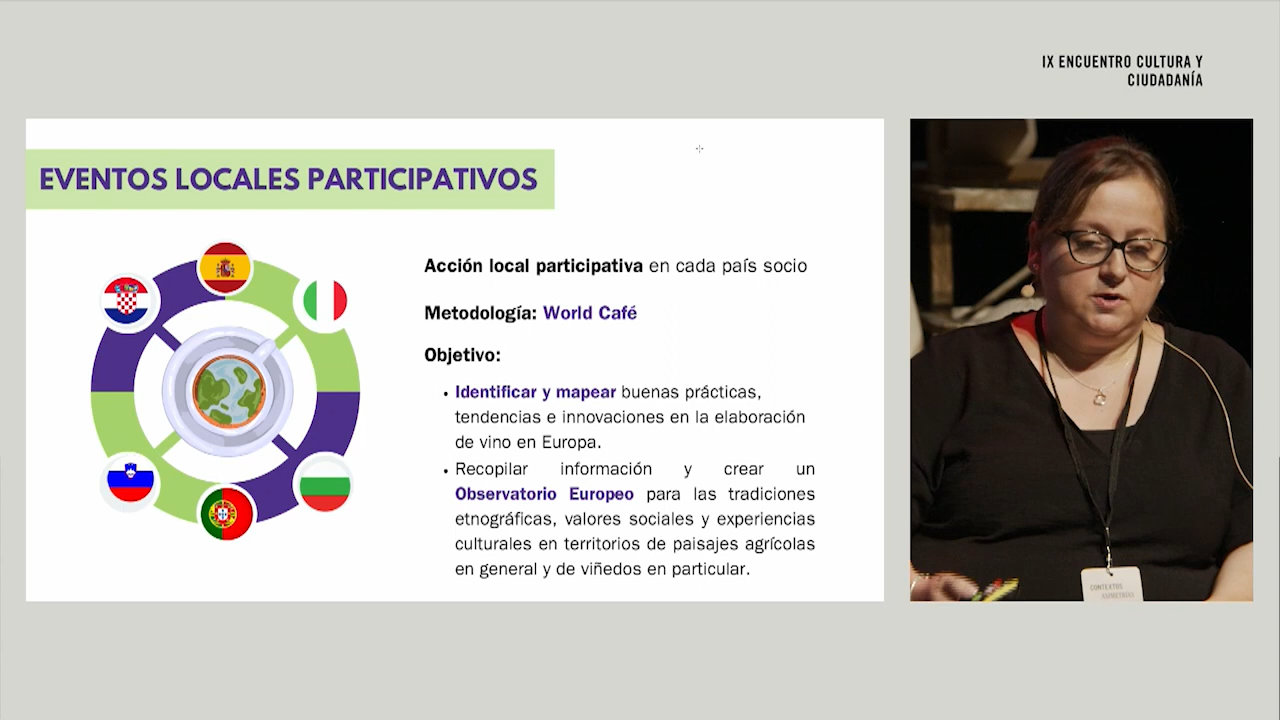 IX ENCUENTRO CULTURA Y
CIUDADANÍA
EVENTOS LOCALES PARTICIPATIVOS
Acción local participativa en cada país socio
Metodología: World Café
Objetivo:
• Identificar y mapear buenas prácticas,
tendencias e innovaciones en la elaboración
de vino en Europa.
• Recopilar información y crear un
Observatorio Europeo para las tradiciones
etnográficas, valores sociales y experiencias
culturales en territorios de paisajes agrícolas
en general y de viñedos en particular.
CONTEXTOS